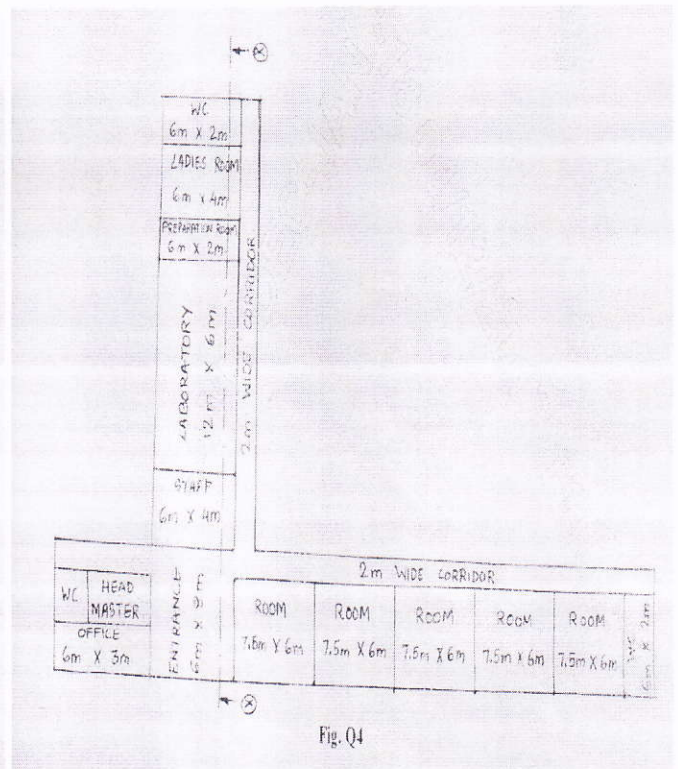 X
WC
6m X 2m
LADIES ROOM
6m X 4m
PREPARATION ROOM
6m X 2m
LABORATORY
12m X 6m
2m WIDE CORRIDOR
STAFF
6m X 4m
2m WIDE CORRIDOR
WC
HEAD
MASTER
OFFICE
6m X 3m
ENTRANCE
6m X 9m
ROOM
7.5m X 6m
ROOM
7.5m X 6m
ROOM
7.5m X 6m
ROOM
7.5m X 6m
ROOM
7.5m X 6m
WC
6m X 2m
X
Fig. Q4